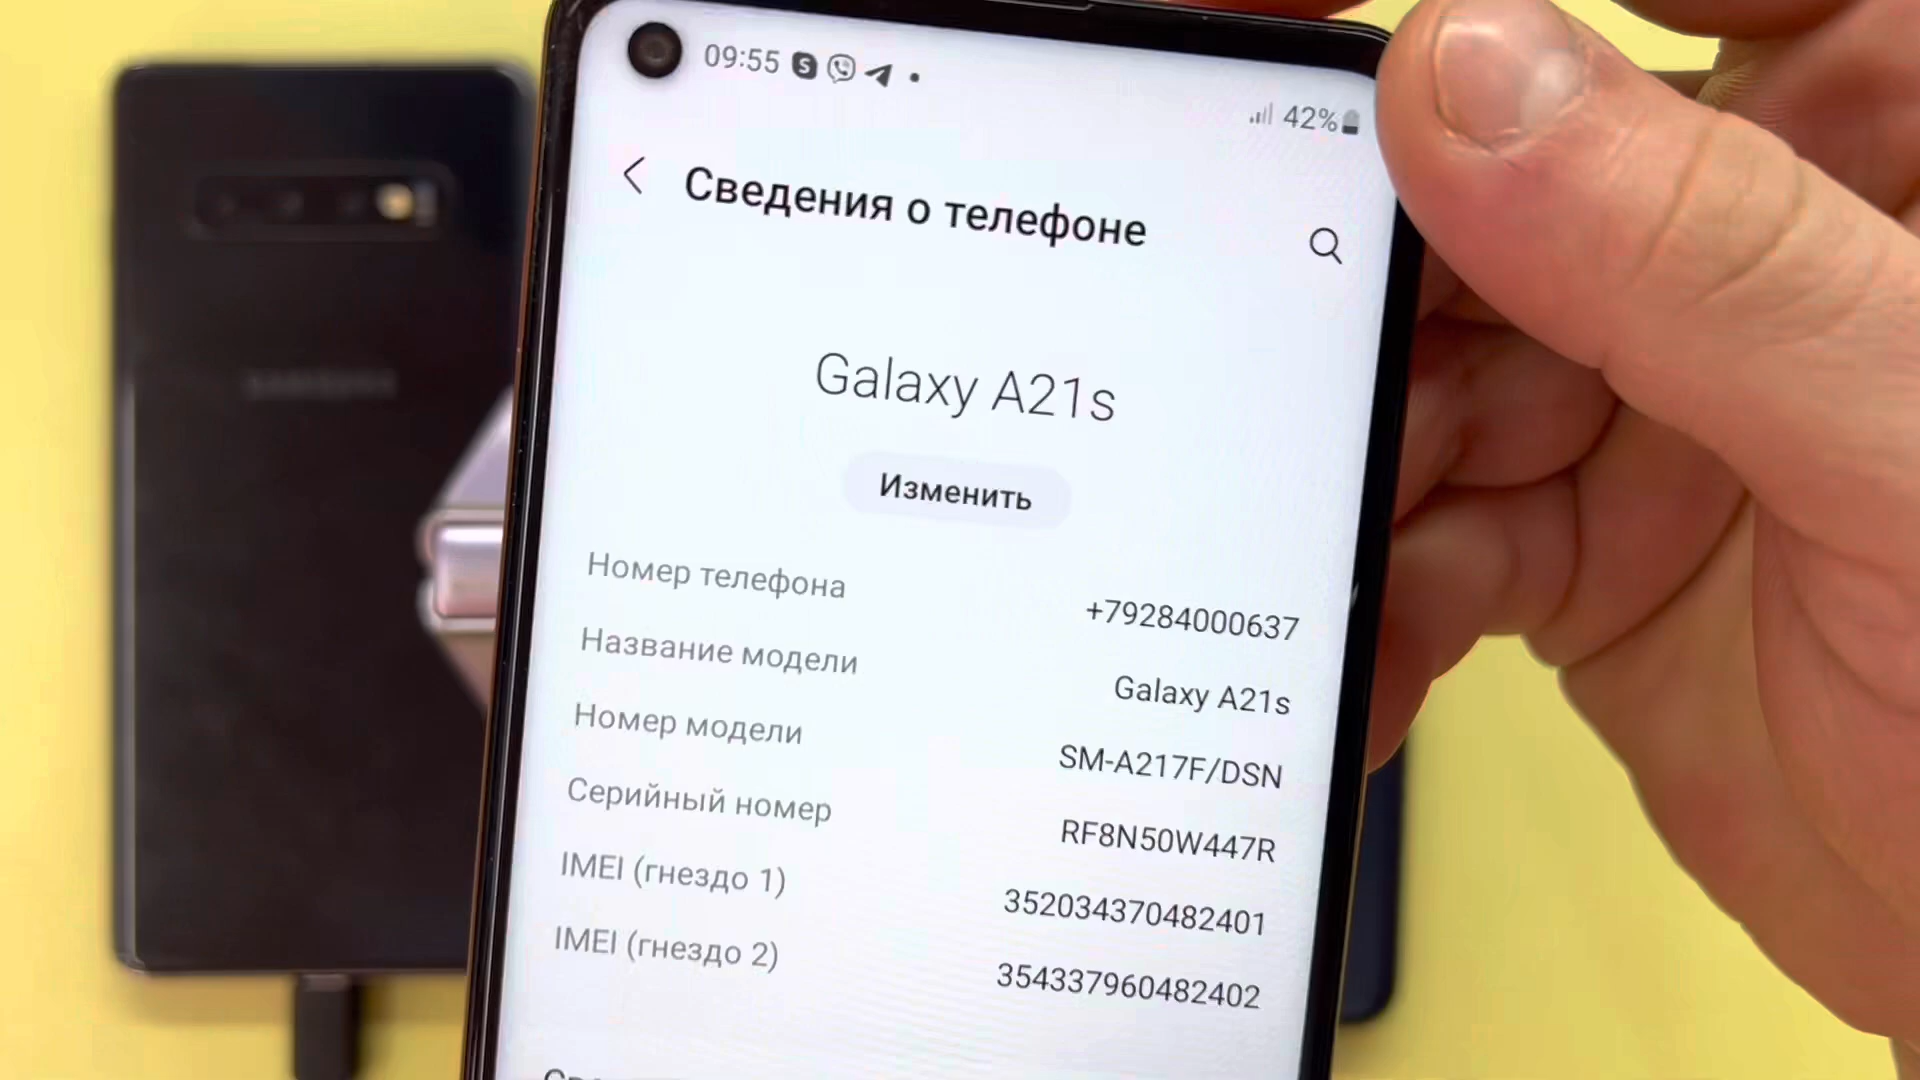 09:55
42%
Сведения о телефоне
Galaxy A21s
Изменить
Номер телефона
+79284000637
Название модели
Galaxy A21s
Номер модели
SM-A217F/DSN
Серийный номер
RF8N50W447R
IMEI (гнездо 1)
352034370482401
IMEI (гнездо 2)
354337960482402
SAMSUNG